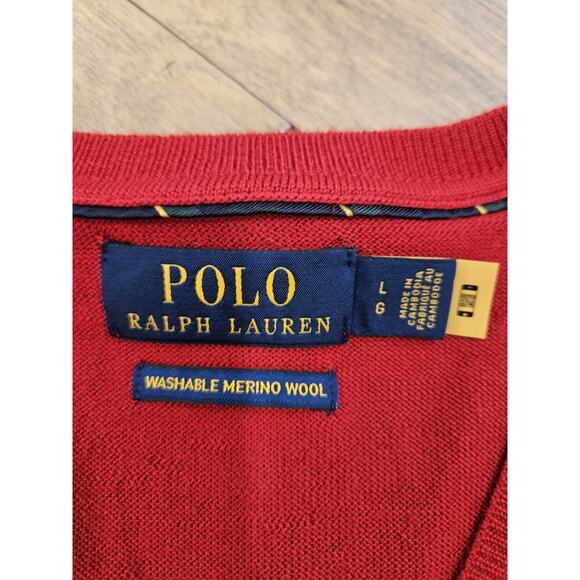 POLO
RALPH LAUREN
L
G
MADE IN
CAMBODIA
FABRIQUÉ AU
CAMBODGE
WASHABLE MERINO WOOL